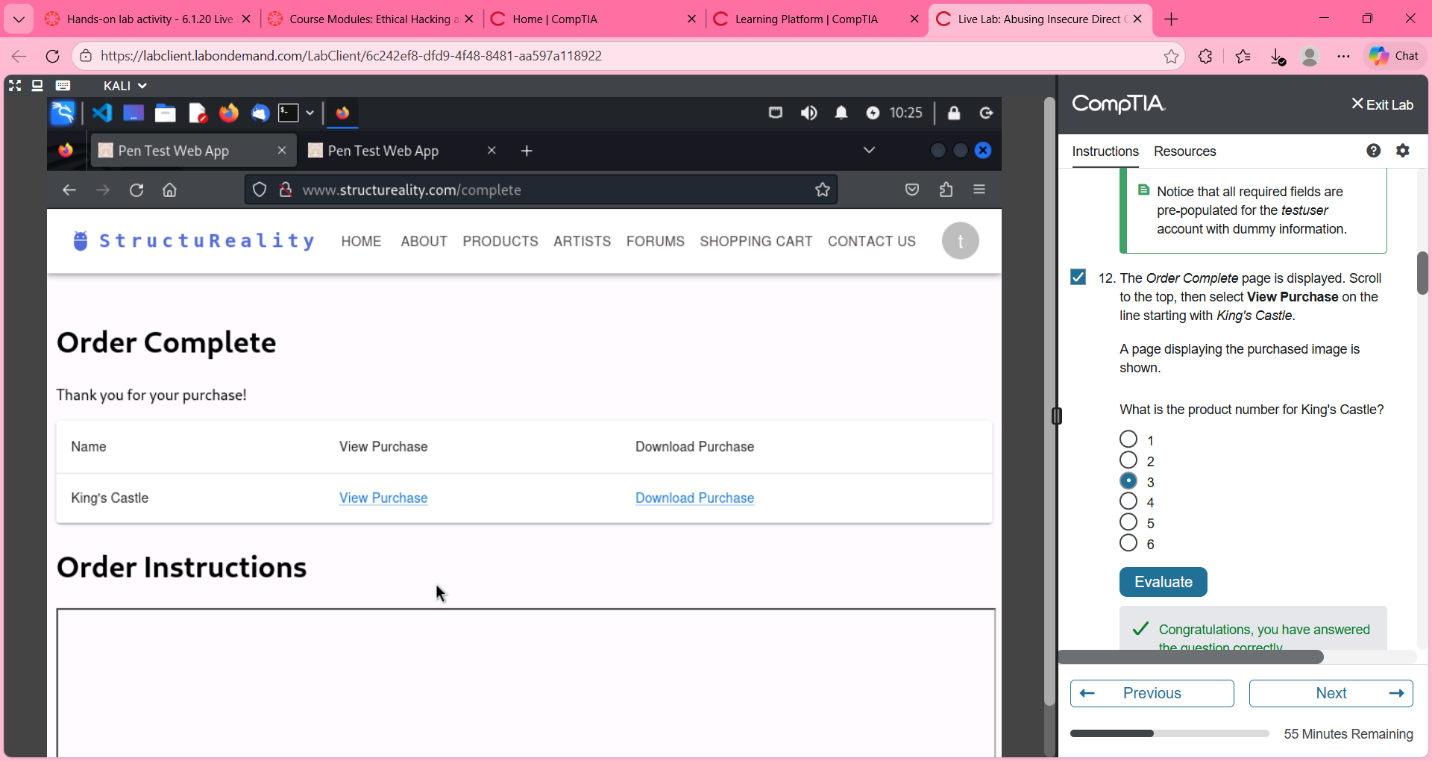 Hands-on lab activity - 6.1.20 Live
Course Modules: Ethical Hacking a
Home | CompTIA
Learning Platform | CompTIA
Live Lab: Abusing Insecure Direct
https://labclient.labondemand.com/LabClient/6c242ef8-dfd9-4f48-8481-aa597a118922
Chat
KALI
10:25
Pen Test Web App
Pen Test Web App
www.structureality.com/complete
StructuReality
HOME
ABOUT
PRODUCTS
ARTISTS
FORUMS
SHOPPING CART
CONTACT US
t
Order Complete
Thank you for your purchase!
Name
View Purchase
Download Purchase
King's Castle
View Purchase
Download Purchase
Order Instructions
CompTIA.
Exit Lab
Instructions
Resources
Notice that all required fields are
pre-populated for the testuser
account with dummy information.
12. The Order Complete page is displayed. Scroll
to the top, then select View Purchase on the
line starting with King's Castle.
A page displaying the purchased image is
shown.
What is the product number for King's Castle?
1
2
3
4
5
6
Evaluate
Congratulations, you have answered
the question correctly.
Previous
Next
55 Minutes Remaining